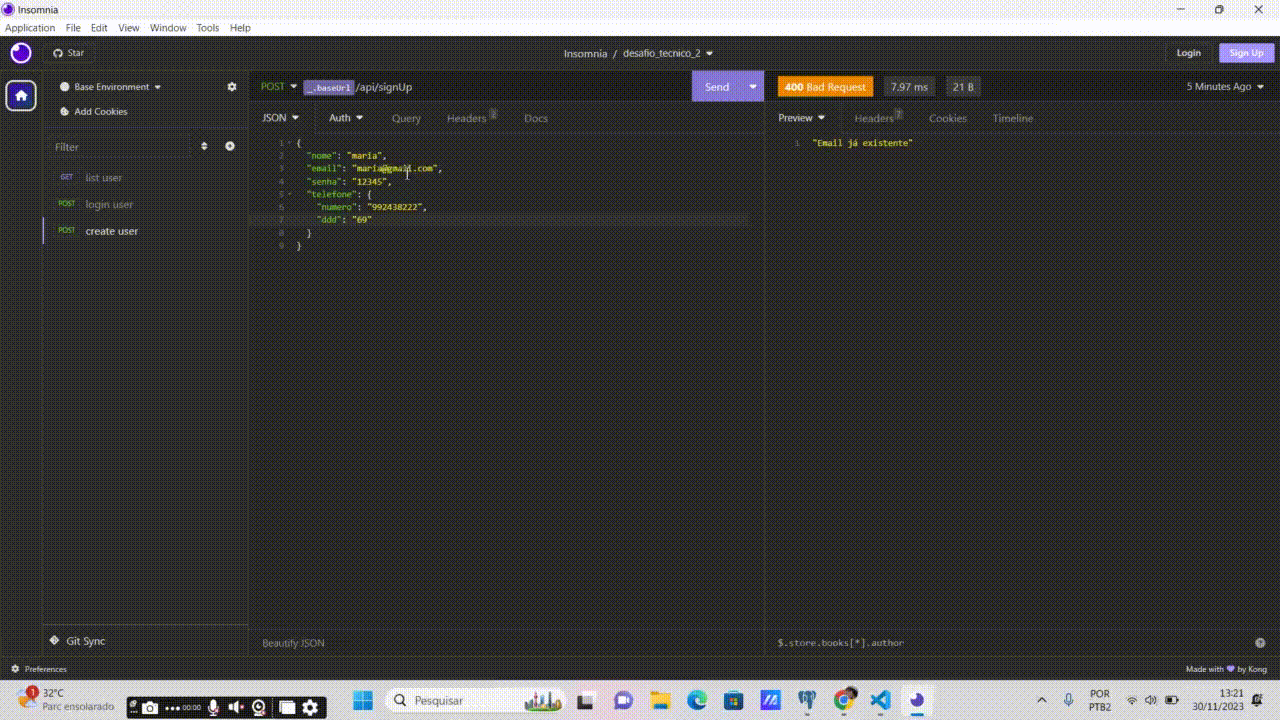 Insomnia
Application File Edit View Window Tools Help
Star
Insomnia / desafio_tecnico_2
Login
Sign Up
Base Environment
Add Cookies
Filter
GET list user
POST login user
POST create user
POST _.baseUrl /api/signUp
Send
JSON Auth Query Headers 2 Docs
1 {
2 "nome": "maria",
3 "email": "maria@gmail.com",
4 "senha": "12345",
5 "telefone": {
6 "numero": "992438222",
7 "ddd": "69"
8 }
9 }
Beautify JSON
400 Bad Request 7.97 ms 21 B 5 Minutes Ago
Preview Headers 7 Cookies Timeline
1 "Email já existente"
$.store.books[*].author
Git Sync
Preferences
Made with 💜 by Kong
1
32°C
Parc ensolarado
00:00
Pesquisar
POR
PTB2
13:21
30/11/2023